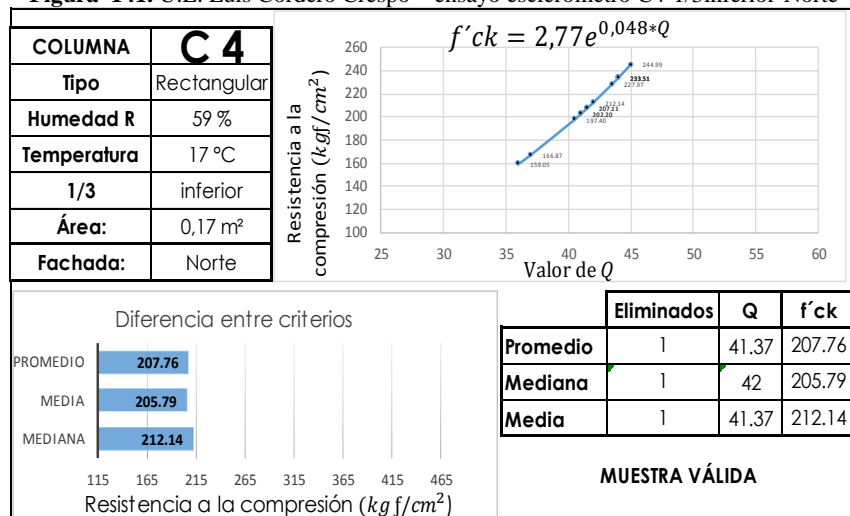 Figura 141. U.E. Luis Cordero Crespo – ensayo esclerómetro C4 1/3inferior Norte
COLUMNA C 4
Tipo Rectangular
Humedad R 59 %
Temperatura 17 °C
1/3 inferior
Área: 0,17 m²
Fachada: Norte
f´ck = 2,77e^0,048*Q
Resistencia a la
compresión (kgf/cm²)
260
240
220
200
180
160
140
120
100
244.99
233.51
227.97
212.14
207.11
202.20
197.40
166.87
159.05
25 30 35 40 45 50 55 60
Valor de Q
Diferencia entre criterios
PROMEDIO 207.76
MEDIA 205.79
MEDIANA 212.14
115 165 215 265 315 365 415 465
Resistencia a la compresión (kg f/cm²)
Eliminados Q f´ck
Promedio 1 41.37 207.76
Mediana 1 42 205.79
Media 1 41.37 212.14
MUESTRA VÁLIDA